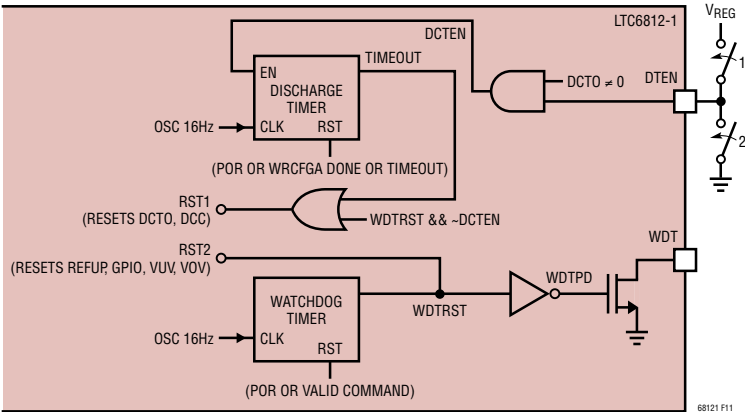 LTC6812-1
V_REG
DCTEN
TIMEOUT
EN
DISCHARGE
TIMER
DCTO ≠ 0
DTEN
1
OSC 16Hz
CLK
RST
2
(POR OR WRCFGA DONE OR TIMEOUT)
RST1
(RESETS DCTO, DCC)
WDTRST && ~DCTEN
RST2
(RESETS REFUP, GPIO, VUV, VOV)
WDT
WATCHDOG
TIMER
WDTPD
WDTRST
OSC 16Hz
CLK
RST
(POR OR VALID COMMAND)
68121 F11